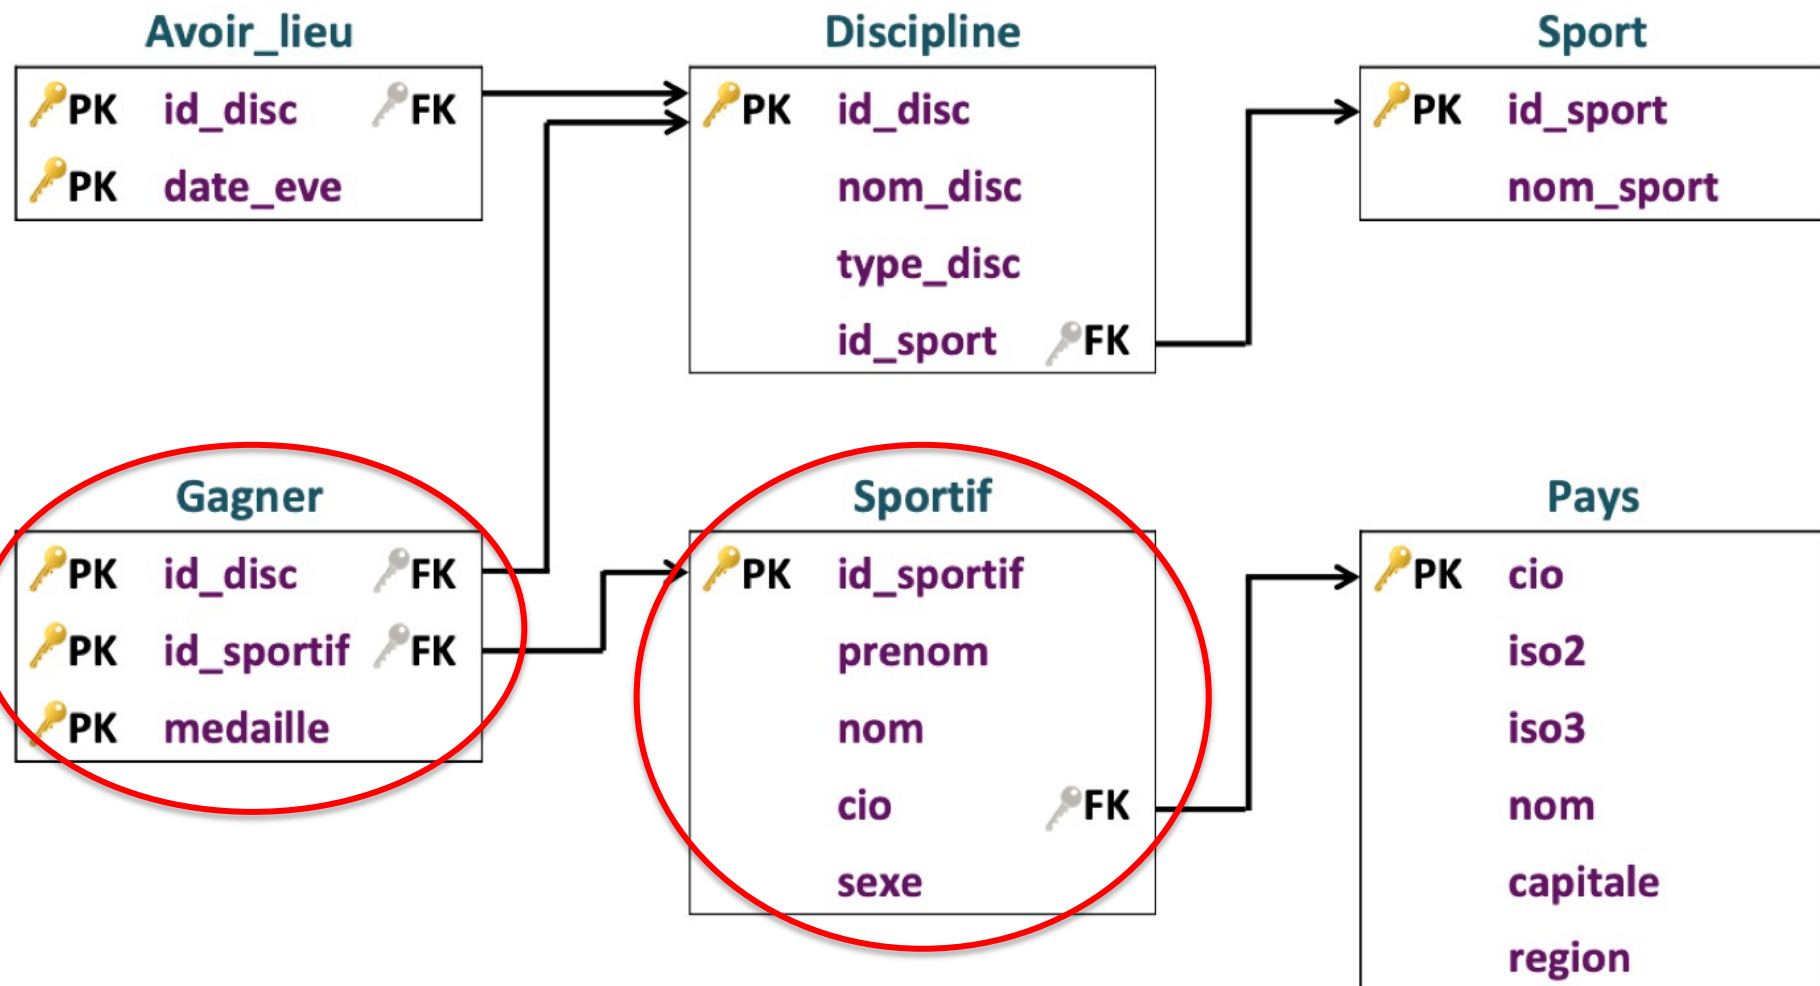 Avoir_lieu
PK id_disc FK
PK date_eve
Discipline
PK id_disc
nom_disc
type_disc
id_sport FK
Sport
PK id_sport
nom_sport
Gagner
PK id_disc FK
PK id_sportif FK
PK medaille
Sportif
PK id_sportif
prenom
nom
cio FK
sexe
Pays
PK cio
iso2
iso3
nom
capitale
region